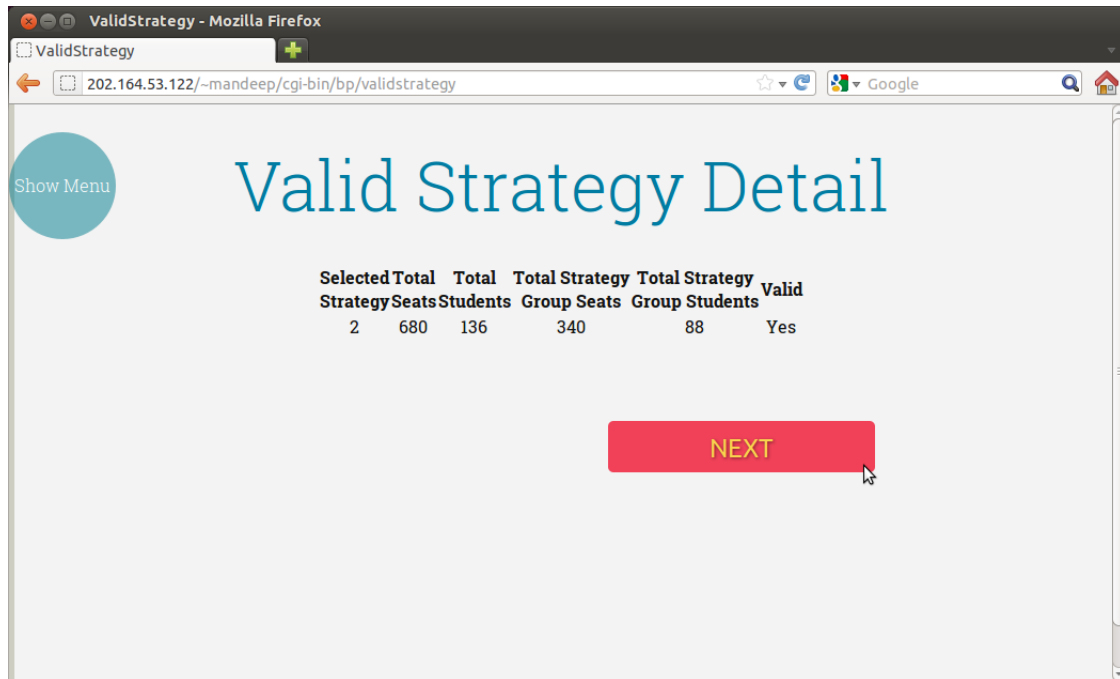 ValidStrategy - Mozilla Firefox
ValidStrategy
202.164.53.122/~mandeep/cgi-bin/bp/validstrategy
Google
Show Menu
Valid Strategy Detail
Selected Total Total Total Strategy Total Strategy Valid
Strategy Seats Students Group Seats Group Students
2 680 136 340 88 Yes
NEXT